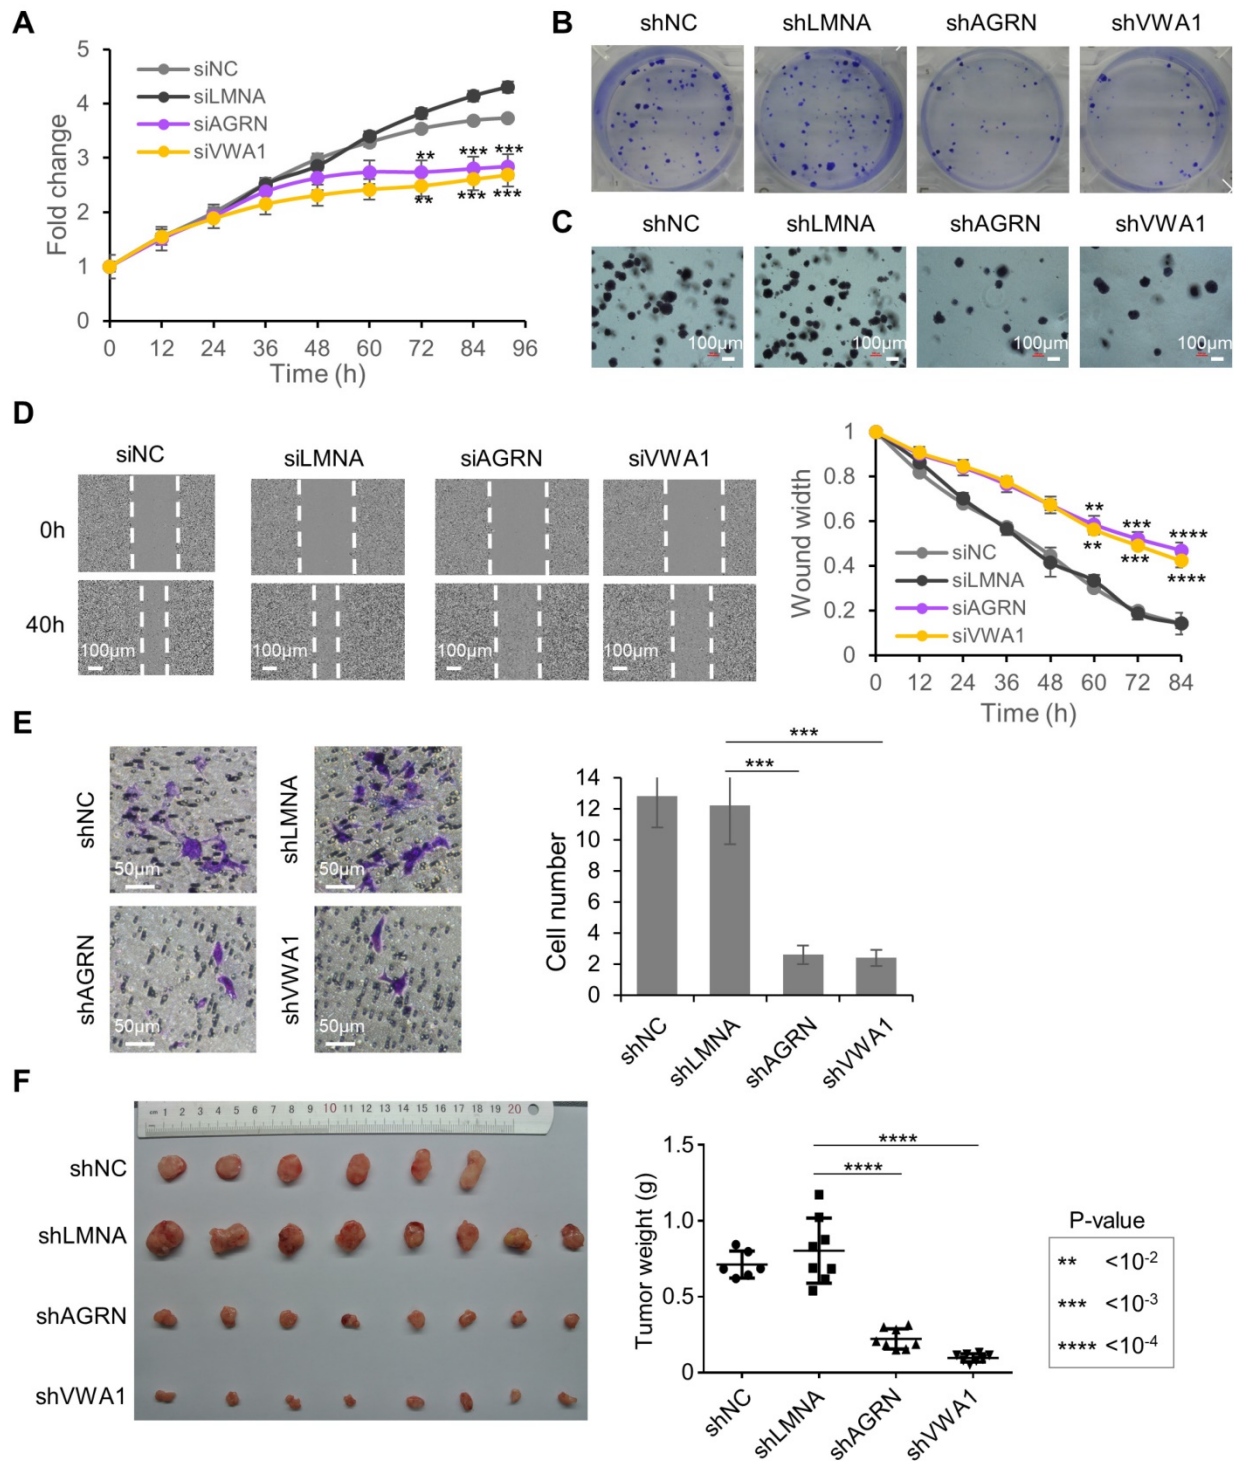 A
5
4
3
2
1
0
Fold change
siNC
siLMNA
siAGRN
siVWA1
** *** ***
** *** ***
0 12 24 36 48 60 72 84 96
Time (h)
B
shNC shLMNA shAGRN shVWA1
C
shNC shLMNA shAGRN shVWA1
100μm 100μm 100μm 100μm
D
siNC siLMNA siAGRN siVWA1
0h
40h
100μm 100μm 100μm 100μm
1
0.8
0.6
0.4
0.2
0
Wound width
** *** ****
** *** ****
siNC
siLMNA
siAGRN
siVWA1
0 12 24 36 48 60 72 84
Time (h)
E
shNC shLMNA
50μm 50μm
shAGRN shVWA1
50μm 50μm
***
***
14
12
10
8
6
4
2
0
Cell number
shNC shLMNA shAGRN shVWA1
F
cm 1 2 3 4 5 6 7 8 9 10 11 12 13 14 15 16 17 18 19 20
shNC
shLMNA
shAGRN
shVWA1
****
****
1.5
1.0
0.5
0
Tumor weight (g)
shNC shLMNA shAGRN shVWA1
P-value
** <10⁻²
*** <10⁻³
**** <10⁻⁴